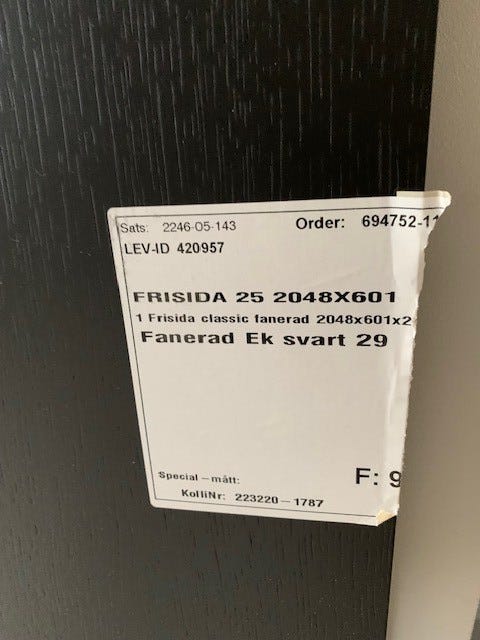 Sats: 2246-05-143 Order: 694752-11
LEV-ID 420957
FRISIDA 25 2048X601
1 Frisida classic fanerad 2048x601x2
Fanerad Ek svart 29
Special-mått: F: 9
KolliNr: 223220-1787